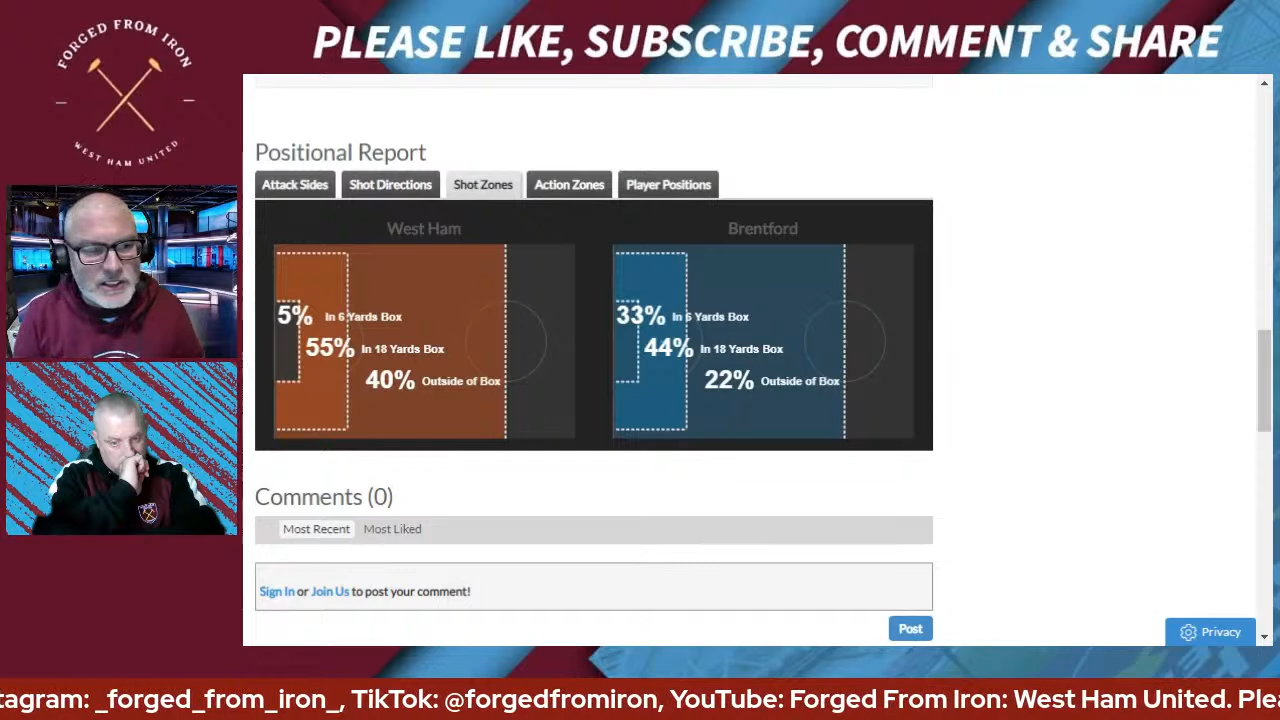 FORGED FROM IRON
WEST HAM UNITED
PLEASE LIKE, SUBSCRIBE, COMMENT & SHARE
Positional Report
Attack Sides
Shot Directions
Shot Zones
Action Zones
Player Positions
West Ham
Brentford
5% In 6 Yards Box
55% In 18 Yards Box
40% Outside of Box
33% In 6 Yards Box
44% In 18 Yards Box
22% Outside of Box
Comments (0)
Most Recent
Most Liked
Sign In or Join Us to post your comment!
Post
Privacy
tagram: _forged_from_iron_, TikTok: @forgedfromiron, YouTube: Forged From Iron: West Ham United. Plea